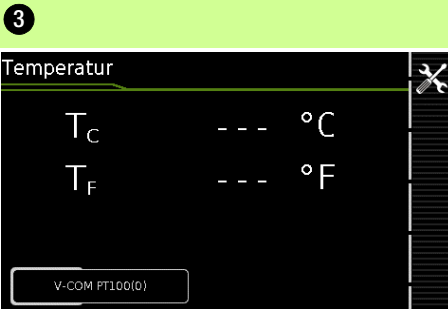 3
Temperatur
TC --- °C
TF --- °F
V-COM PT100(0)